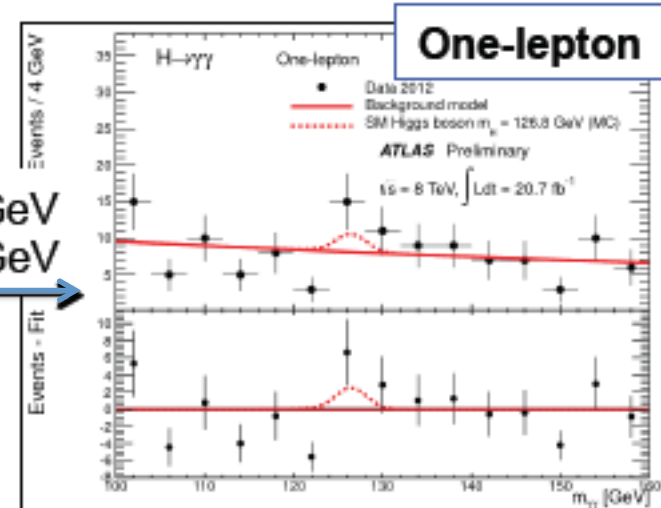 One-lepton
Events / 4 GeV
H→γγ One-lepton
Data 2012
Background model
SM Higgs boson m_H = 126.8 GeV (MC)
ATLAS Preliminary
√s = 8 TeV, ∫Ldt = 20.7 fb⁻¹
35
30
25
20
15
10
5
GeV
GeV
Events - Fit
10
8
6
4
2
0
-2
-4
-6
-8
100 110 120 130 140 150 160
m_γγ [GeV]